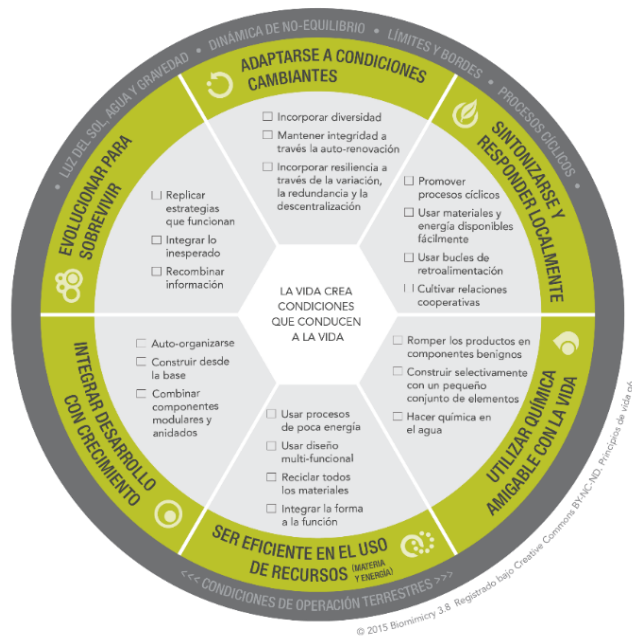 • LUZ DEL SOL, AGUA Y GRAVEDAD • DINÁMICA DE NO-EQUILIBRIO • LÍMITES Y BORDES • PROCESOS CÍCLICOS •
ADAPTARSE A CONDICIONES
CAMBIANTES
☐ Incorporar diversidad
☐ Mantener integridad a
través la auto-renovación
☐ Incorporar resiliencia a
través de la variación,
la redundancia y la
descentralización
SINTONIZARSE Y
RESPONDER LOCALMENTE
☐ Promover
procesos cíclicos
☐ Usar materiales y
energía disponibles
fácilmente
☐ Usar bucles de
retroalimentación
☐ Cultivar relaciones
cooperativas
UTILIZAR QUÍMICA
AMIGABLE CON LA VIDA
☐ Romper los productos en
componentes benignos
☐ Construir selectivamente
con un pequeño
conjunto de elementos
☐ Hacer química en
el agua
SER EFICIENTE EN EL USO
DE RECURSOS (MATERIA
Y ENERGÍA)
☐ Usar procesos
de poca energía
☐ Usar diseño
multi-funcional
☐ Reciclar todos
los materiales
☐ Integrar la forma
a la función
INTEGRAR DESARROLLO
CON CRECIMIENTO
☐ Auto-organizarse
☐ Construir desde
la base
☐ Combinar
componentes
modulares y
anidados
EVOLUCIONAR PARA
SOBREVIVIR
☐ Replicar
estrategias
que funcionan
☐ Integrar lo
inesperado
☐ Recombinar
información
LA VIDA CREA
CONDICIONES
QUE CONDUCEN
A LA VIDA
<<< CONDICIONES DE OPERACIÓN TERRESTRES >>>
© 2015 Biomimicry 3.8 Registrado bajo Creative Commons BY-NC-ND. Principios de vida